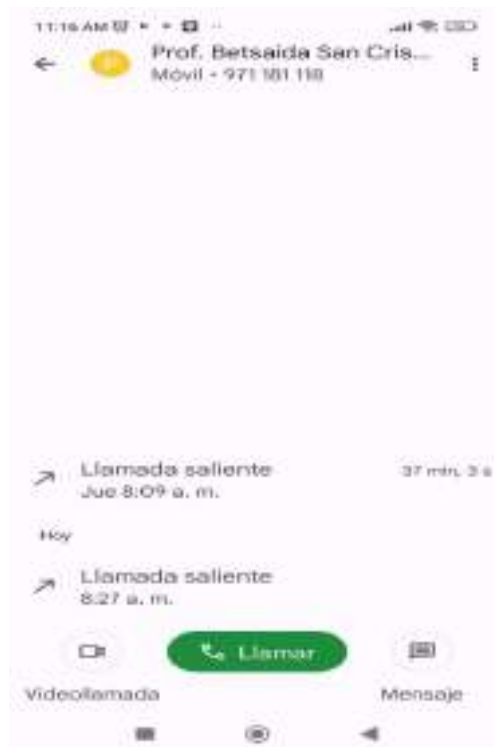 11:16 AM
Prof. Betsaida San Cris...
Móvil • 971 181 118
Llamada saliente
37 min, 3 s
Jue 8:09 a. m.
Hoy
Llamada saliente
8:27 a. m.
Llamar
Videollamada
Mensaje